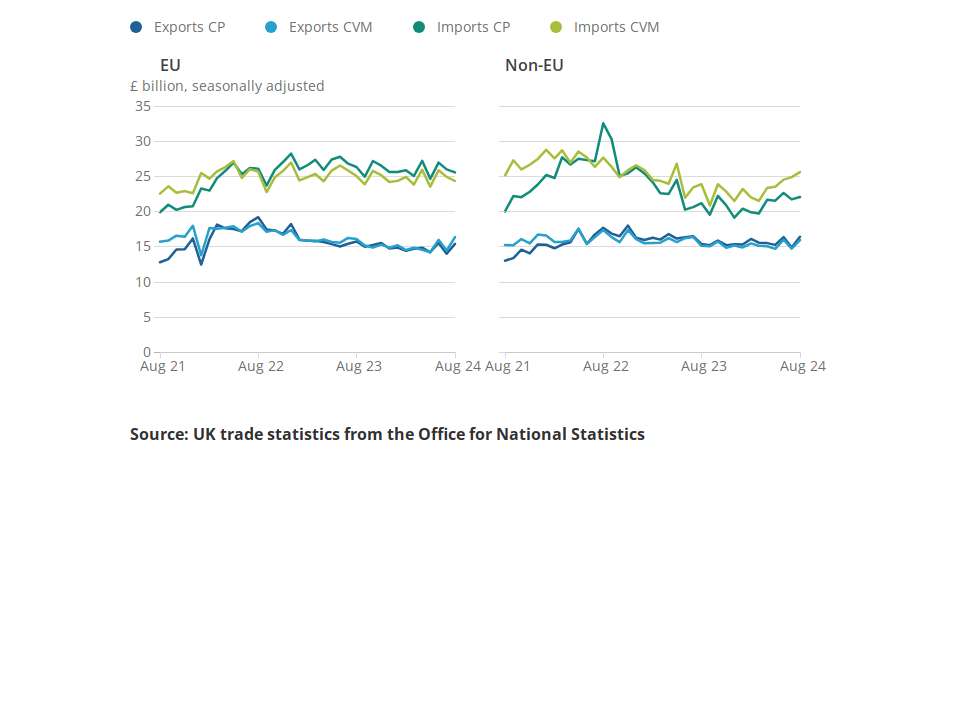 Exports CP Exports CVM Imports CP Imports CVM
EU Non-EU
£ billion, seasonally adjusted
35
30
25
20
15
10
5
0
Aug 21 Aug 22 Aug 23 Aug 24 Aug 21 Aug 22 Aug 23 Aug 24
Source: UK trade statistics from the Office for National Statistics